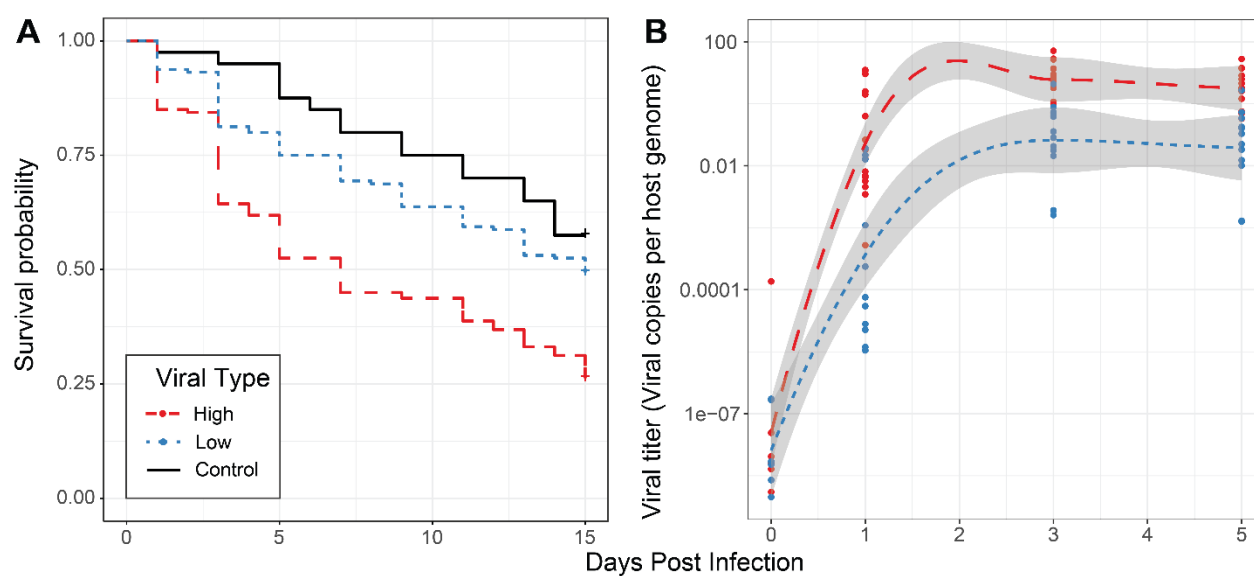 A
Survival probability
1.00
0.75
0.50
0.25
0.00
Viral Type
High
Low
Control
0
5
10
15
B
Viral titer (Viral copies per host genome)
100
0.01
0.0001
1e−07
0
1
2
3
4
5
Days Post Infection